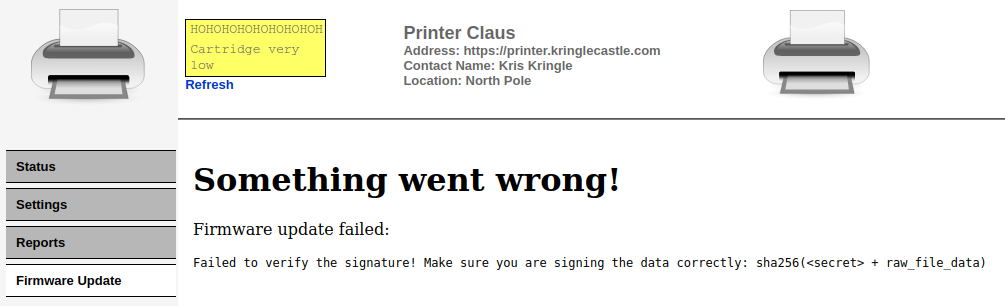 HOHOHOHOHOHOHOHOH
Cartridge very
low
Refresh
Printer Claus
Address: https://printer.kringlecastle.com
Contact Name: Kris Kringle
Location: North Pole
Status
Settings
Reports
Firmware Update
Something went wrong!
Firmware update failed:
Failed to verify the signature! Make sure you are signing the data correctly: sha256(<secret> + raw_file_data)